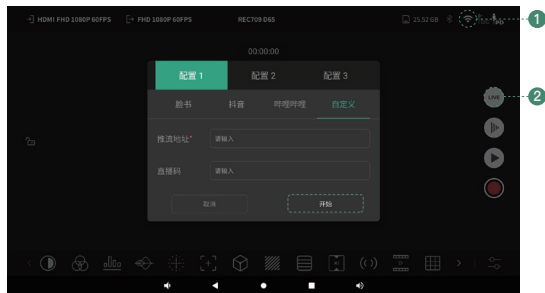 HDMI FHD 1080P 60FPS FHD 1080P 60FPS REC709 D65 25.52 GB 1
00:00:00
配置 1 配置 2 配置 3
LIVE 2
脸书 抖音 哔哩哔哩 自定义
推流地址* 请输入
直播码 请输入
取消 开始